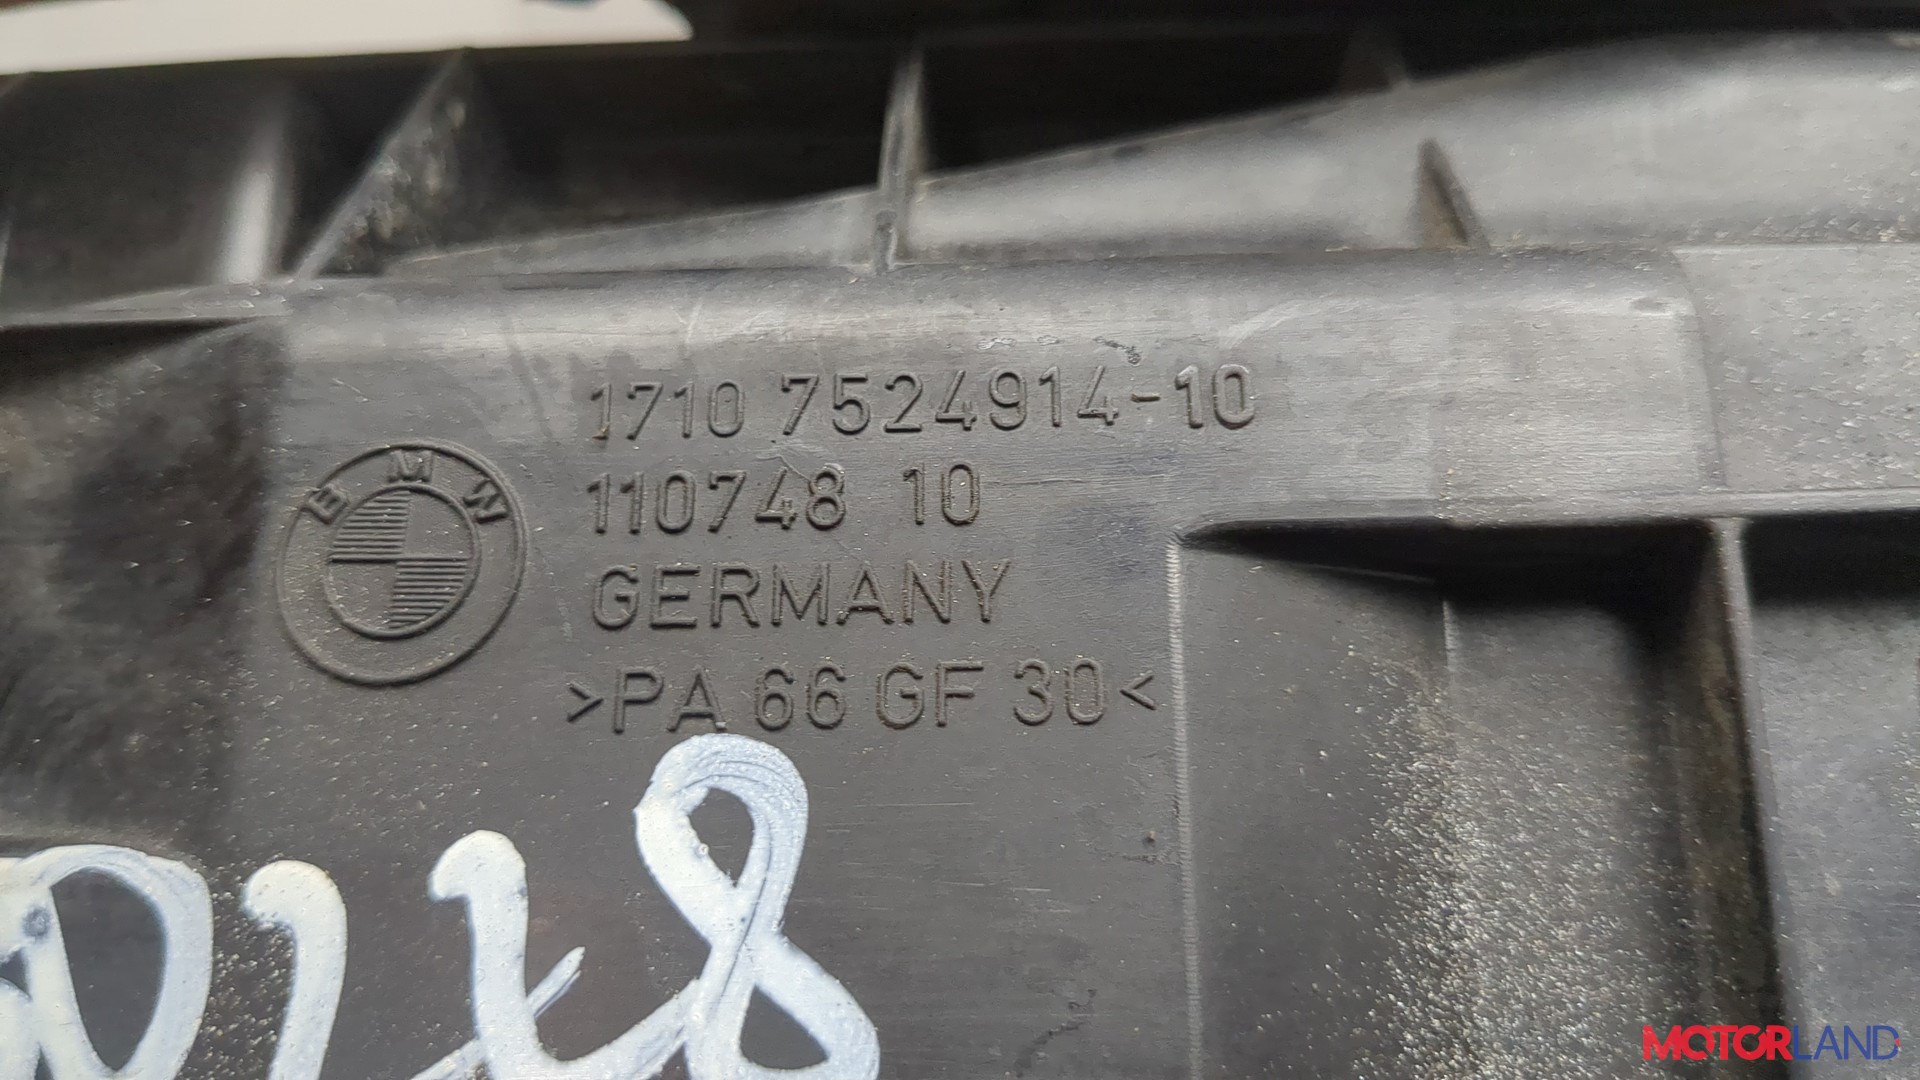 1710 7524914-10
110748 10
BMW
GERMANY
>PA 66 GF 30<
MOTORLAND